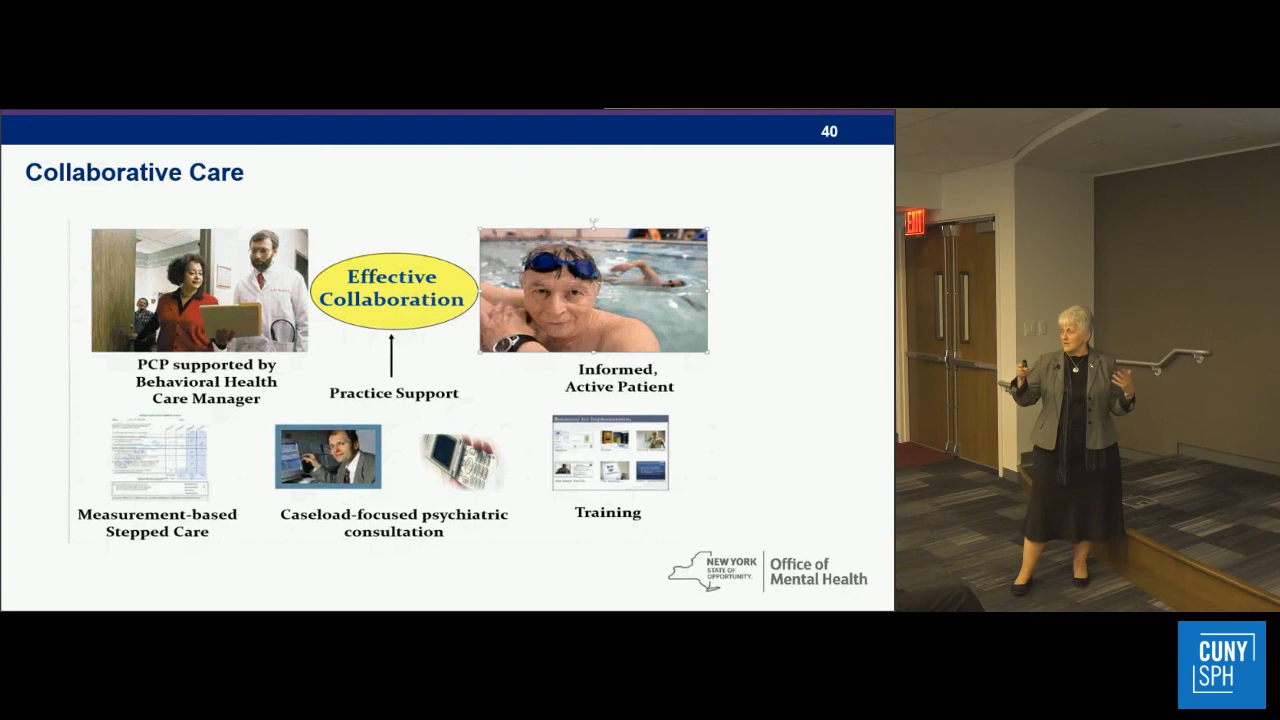 40
Collaborative Care
Effective
Collaboration
PCP supported by
Behavioral Health
Care Manager
Practice Support
Informed,
Active Patient
Measurement-based
Stepped Care
Caseload-focused psychiatric
consultation
Training
NEW YORK
STATE OF
OPPORTUNITY.
Office of
Mental Health
EXIT
CUNY
SPH